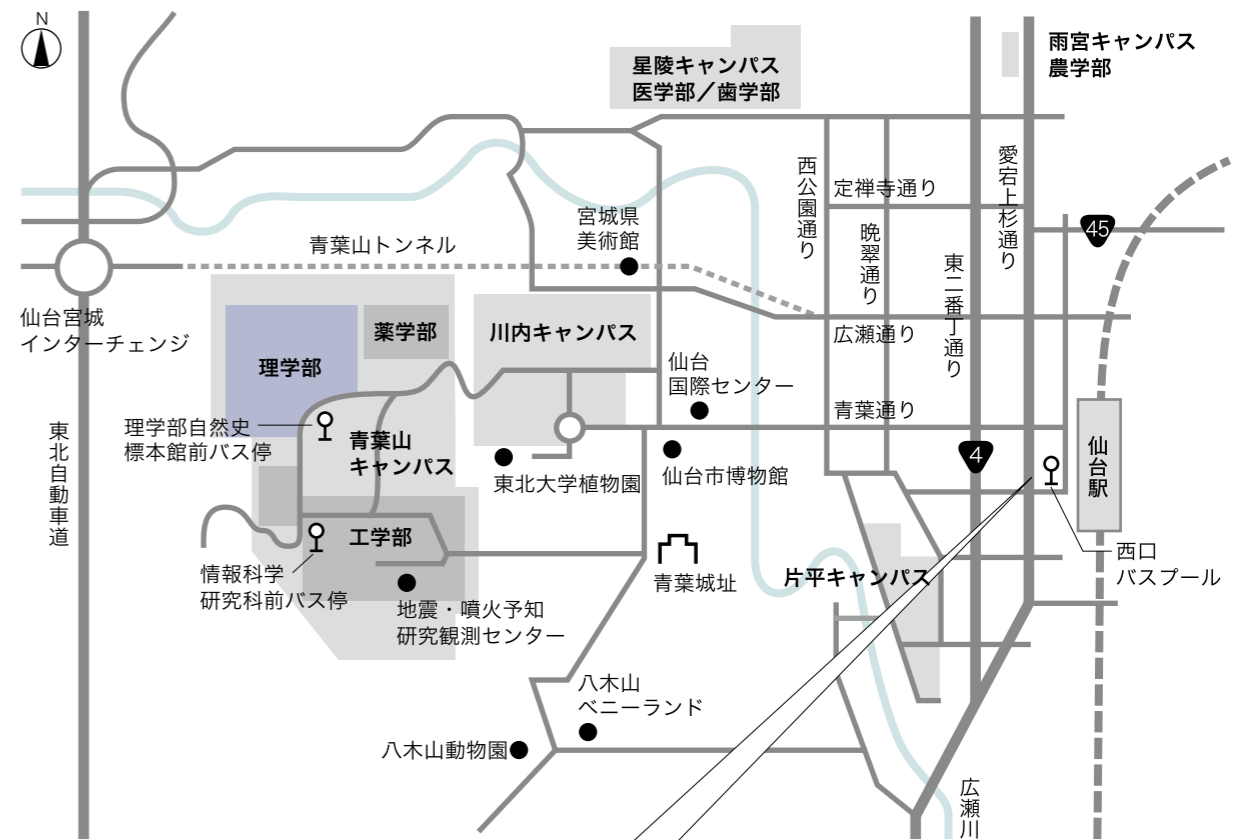 N
雨宮キャンパス
農学部
星陵キャンパス
医学部／歯学部
愛宕上杉通り
西公園通り
定禅寺通り
宮城県
美術館
晩翠通り
45
青葉山トンネル
東二番丁通り
仙台宮城
インターチェンジ
薬学部
川内キャンパス
広瀬通り
理学部
仙台
国際センター
青葉通り
理学部自然史
標本館前バス停
青葉山
キャンパス
東北自動車道
東北大学植物園
仙台市博物館
4
仙台駅
工学部
西口
バスプール
情報科学
研究科前バス停
青葉城址
片平キャンパス
地震・噴火予知
研究観測センター
八木山
ベニーランド
八木山動物園
広瀬川